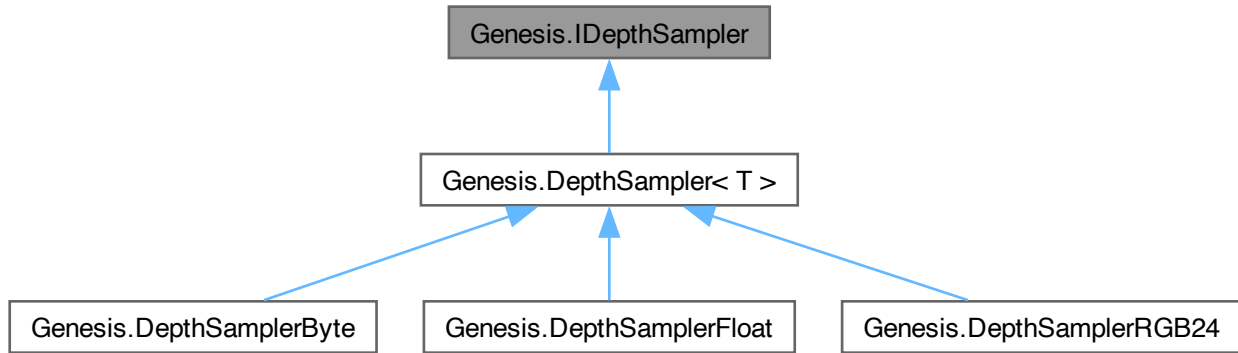 Genesis.IDepthSampler
Genesis.DepthSampler< T >
Genesis.DepthSamplerByte
Genesis.DepthSamplerFloat
Genesis.DepthSamplerRGB24